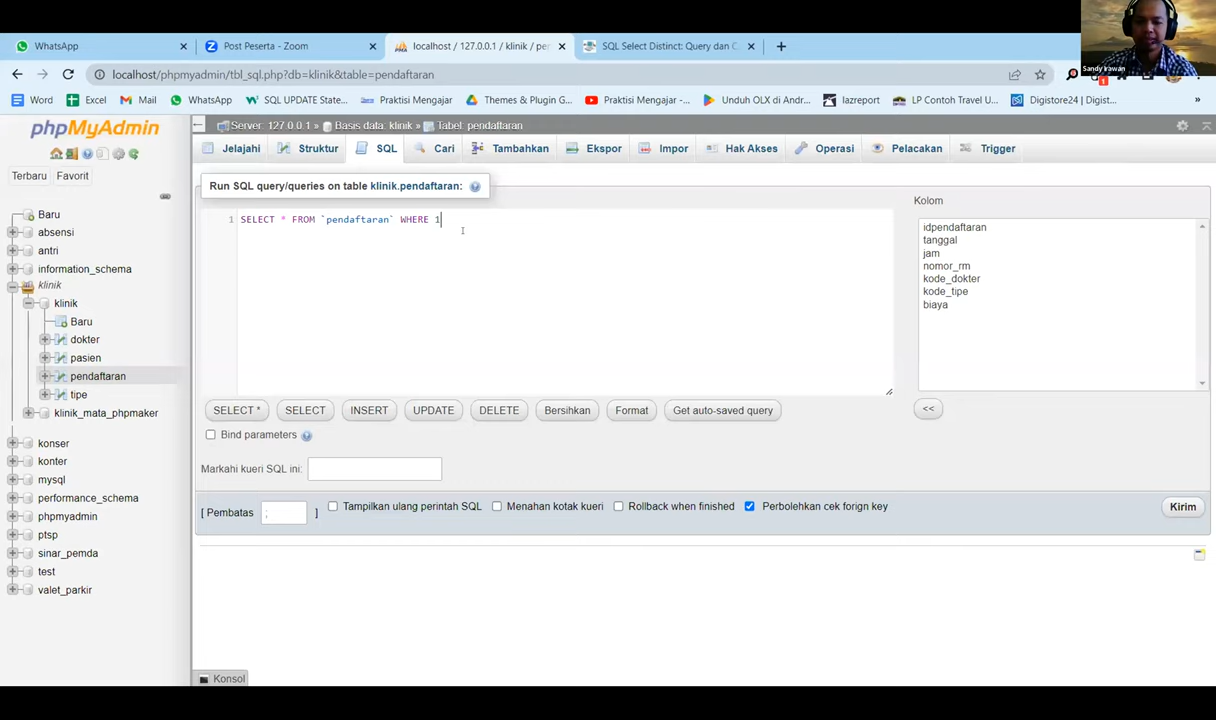 WhatsApp
Post Peserta - Zoom
localhost / 127.0.0.1 / klinik / pen
SQL Select Distinct: Query dan C
localhost/phpmyadmin/tbl_sql.php?db=klinik&table=pendaftaran
Sandy Irawan
Word
Excel
Mail
WhatsApp
SQL UPDATE State...
Praktisi Mengajar
Themes & Plugin G...
Praktisi Mengajar -...
Unduh OLX di Andr...
lazreport
LP Contoh Travel U...
Digistore24 | Digist...
»
phpMyAdmin
Server: 127.0.0.1 » Basis data: klinik » Tabel: pendaftaran
Jelajahi
Struktur
SQL
Cari
Tambahkan
Ekspor
Impor
Hak Akses
Operasi
Pelacakan
Trigger
Terbaru
Favorit
Baru
absensi
antri
information_schema
klinik
klinik
Baru
dokter
pasien
pendaftaran
tipe
klinik_mata_phpmaker
konser
konter
mysql
performance_schema
phpmyadmin
ptsp
sinar_pemda
test
valet_parkir
Run SQL query/queries on table klinik.pendaftaran:
1 SELECT * FROM `pendaftaran` WHERE 1
Kolom
idpendaftaran
tanggal
jam
nomor_rm
kode_dokter
kode_tipe
biaya
SELECT *
SELECT
INSERT
UPDATE
DELETE
Bersihkan
Format
Get auto-saved query
<<
Bind parameters
Markahi kueri SQL ini:
[ Pembatas ; ]
Tampilkan ulang perintah SQL
Menahan kotak kueri
Rollback when finished
Perbolehkan cek forign key
Kirim
Konsol